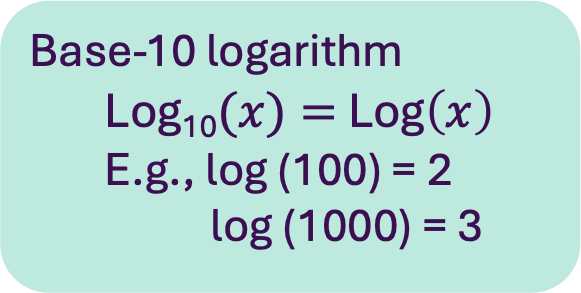 Base-10 logarithm
Log₁₀(x) = Log(x)
E.g., log (100) = 2
log (1000) = 3